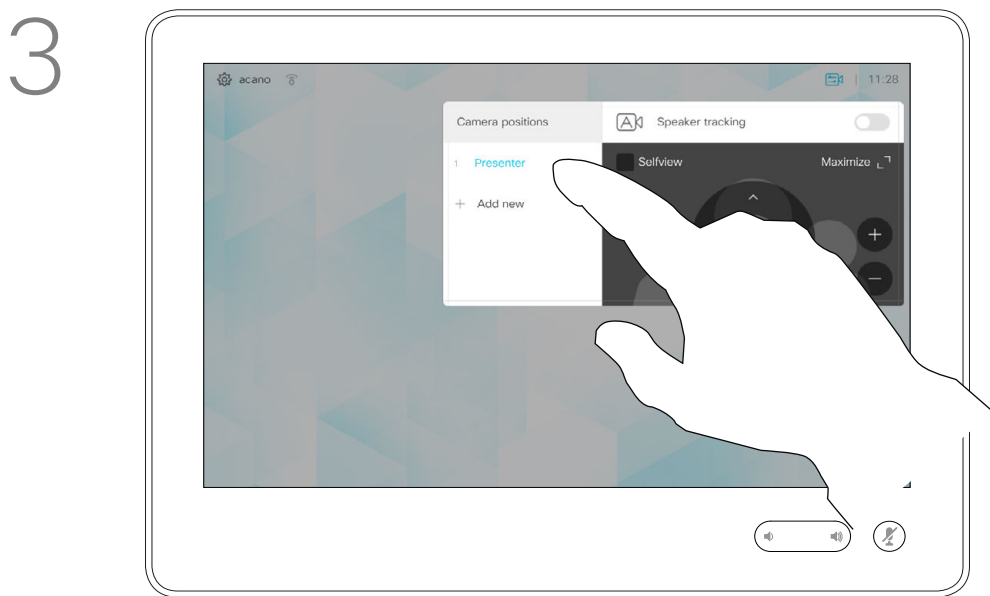 3
acano
11:28
Camera positions
Speaker tracking
1 Presenter
Selfview
Maximize
+ Add new